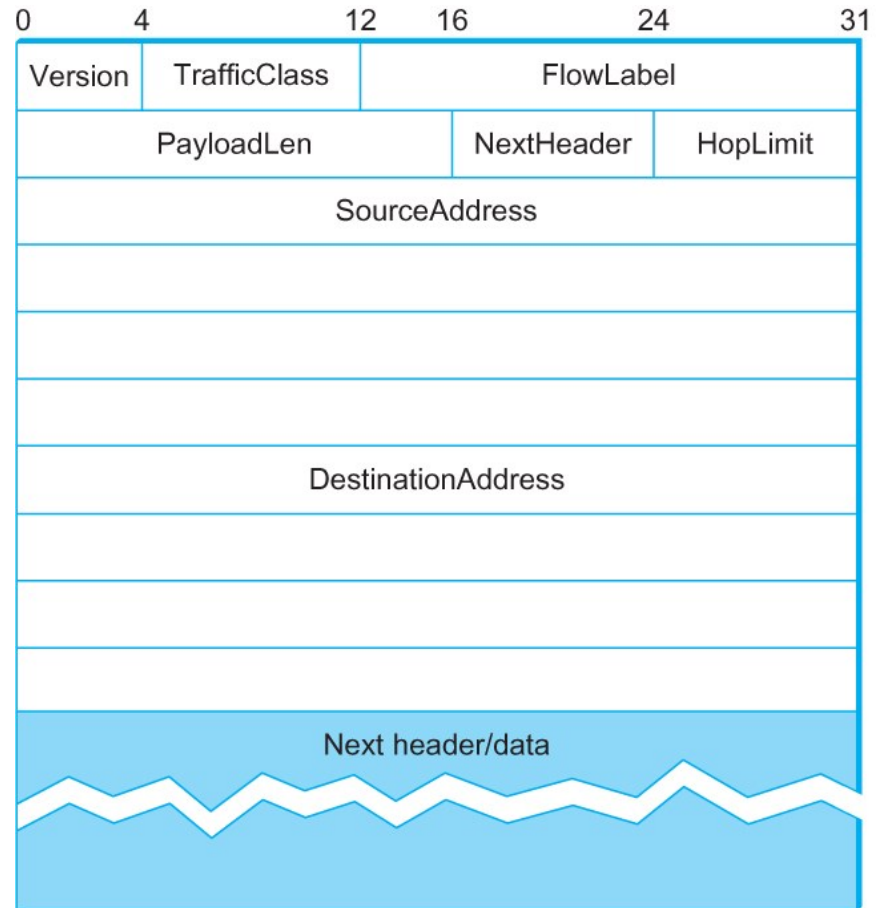 0 4 12 16 24 31
Version TrafficClass FlowLabel
PayloadLen NextHeader HopLimit
SourceAddress
DestinationAddress
Next header/data